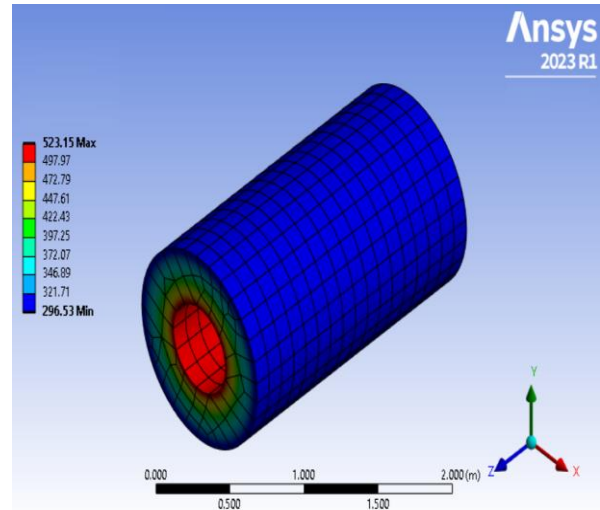 Ansys
2023 R1
523.15 Max
497.97
472.79
447.61
422.43
397.25
372.07
346.89
321.71
296.53 Min
Y
Z
X
0.000
1.000
2.000 (m)
0.500
1.500